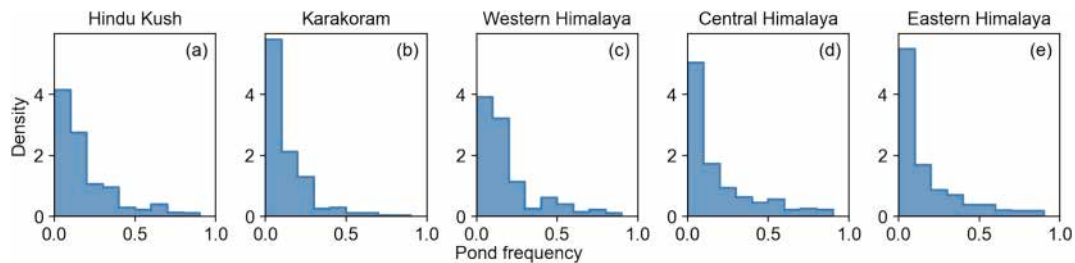 Hindu Kush Karakoram Western Himalaya Central Himalaya Eastern Himalaya
(a) (b) (c) (d) (e)
Density
4 4 4 4 4
2 2 2 2 2
0 0 0 0 0
0.0 0.5 1.0 0.0 0.5 1.0 0.0 0.5 1.0 0.0 0.5 1.0 0.0 0.5 1.0
Pond frequency